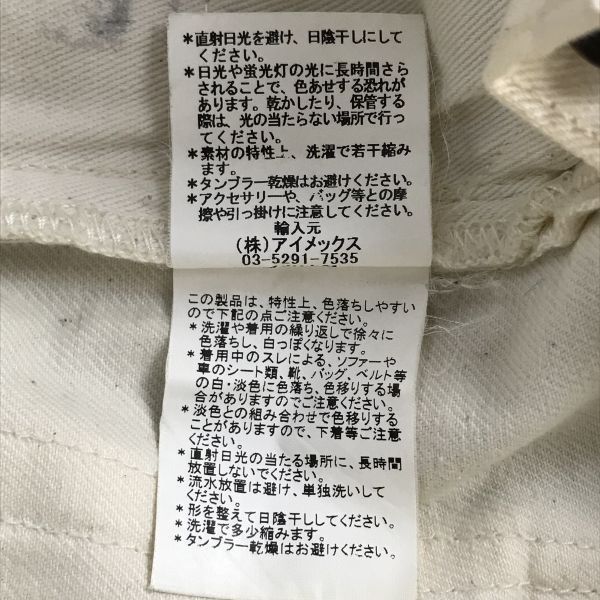 *直射日光を避け、日陰干しにして
ください。
*日光や蛍光灯の光に長時間さら
されることで、色あせする恐れが
あります。乾かしたり、保管する
際は、光の当たらない場所で行っ
てください。
*素材の特性上、洗濯で若干縮み
ます。
*タンブラー乾燥はお避けください。
*アクセサリーや、バッグ等との摩
擦や引っ掛けに注意してください。
輸入元
(株)アイメックス
03-5291-7535
この製品は、特性上、色落ちしやすい
ので下記の点ご注意ください。
*洗濯や着用の繰り返しで徐々に
色落ちし、白っぽくなります。
*着用中のスレによる、ソファーや
車のシート類、靴、バッグ、ベルト等
の白・淡色に色落ち、色移りする場
合がありますのでご注意ください。
*淡色との組み合わせで色移りする
ことがありますので、下着等ご注意
ください。
*直射日光の当たる場所に、長時間
放置しないでください。
*流水放置は避け、単独洗いして
ください。
*形を整えて日陰干ししてください。
*洗濯で多少縮みます。
*タンブラー乾燥はお避けください。